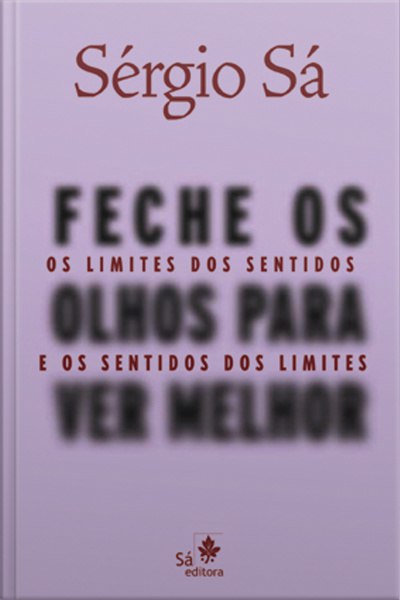 Sérgio Sá
FECHE OS
OS LIMITES DOS SENTIDOS
OLHOS PARA
E OS SENTIDOS DOS LIMITES
VER MELHOR
Sá
editora